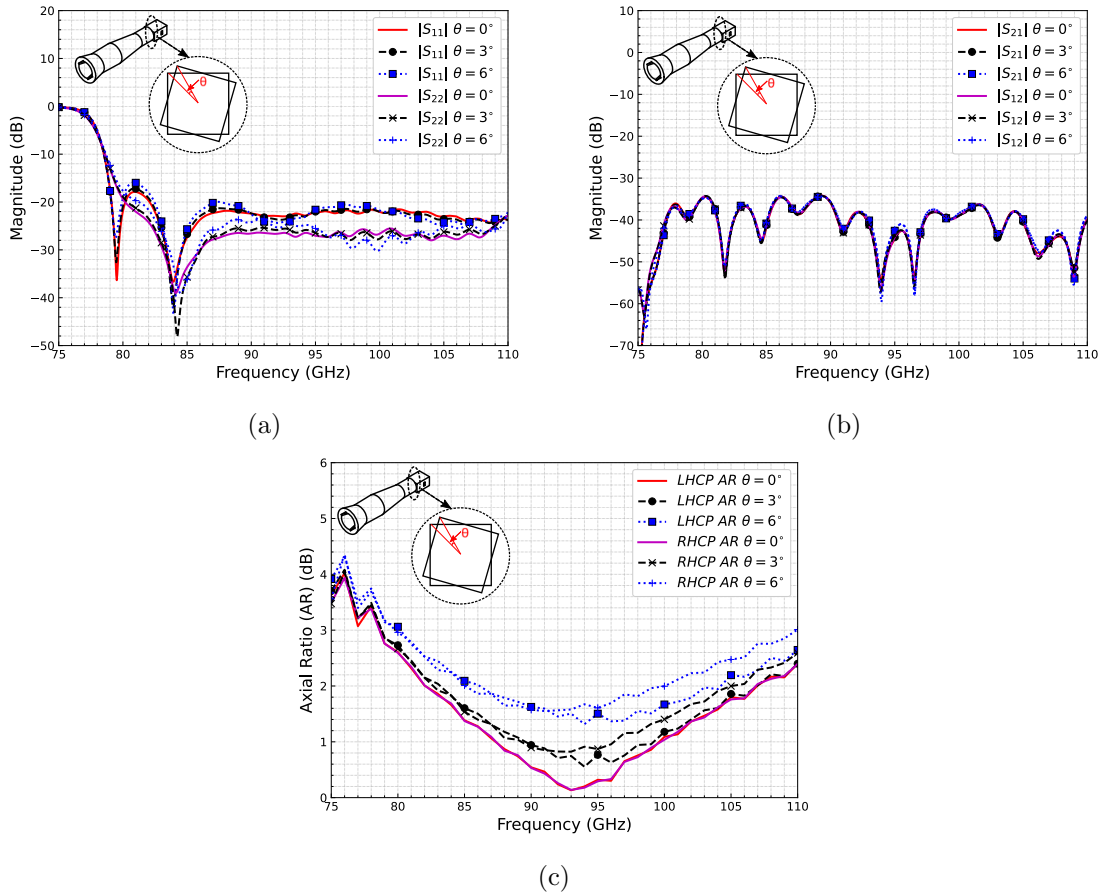 20
10
0
−10
−20
−30
−40
−50
Magnitude (dB)
75 80 85 90 95 100 105 110
Frequency (GHz)
θ
|S₁₁| θ = 0°
|S₁₁| θ = 3°
|S₁₁| θ = 6°
|S₂₂| θ = 0°
|S₂₂| θ = 3°
|S₂₂| θ = 6°
(a)
10
0
−10
−20
−30
−40
−50
−60
−70
Magnitude (dB)
75 80 85 90 95 100 105 110
Frequency (GHz)
θ
|S₂₁| θ = 0°
|S₂₁| θ = 3°
|S₂₁| θ = 6°
|S₁₂| θ = 0°
|S₁₂| θ = 3°
|S₁₂| θ = 6°
(b)
6
5
4
3
2
1
0
Axial Ratio (AR) (dB)
75 80 85 90 95 100 105 110
Frequency (GHz)
θ
LHCP AR θ = 0°
LHCP AR θ = 3°
LHCP AR θ = 6°
RHCP AR θ = 0°
RHCP AR θ = 3°
RHCP AR θ = 6°
(c)